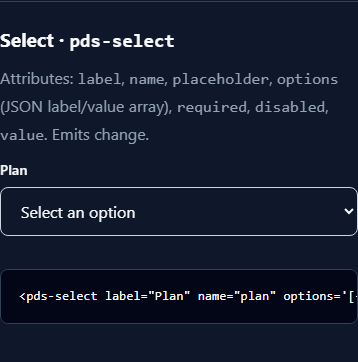 Select · pds-select
Attributes: label, name, placeholder, options
(JSON label/value array), required, disabled,
value. Emits change.
Plan
Select an option
<pds-select label="Plan" name="plan" options='[